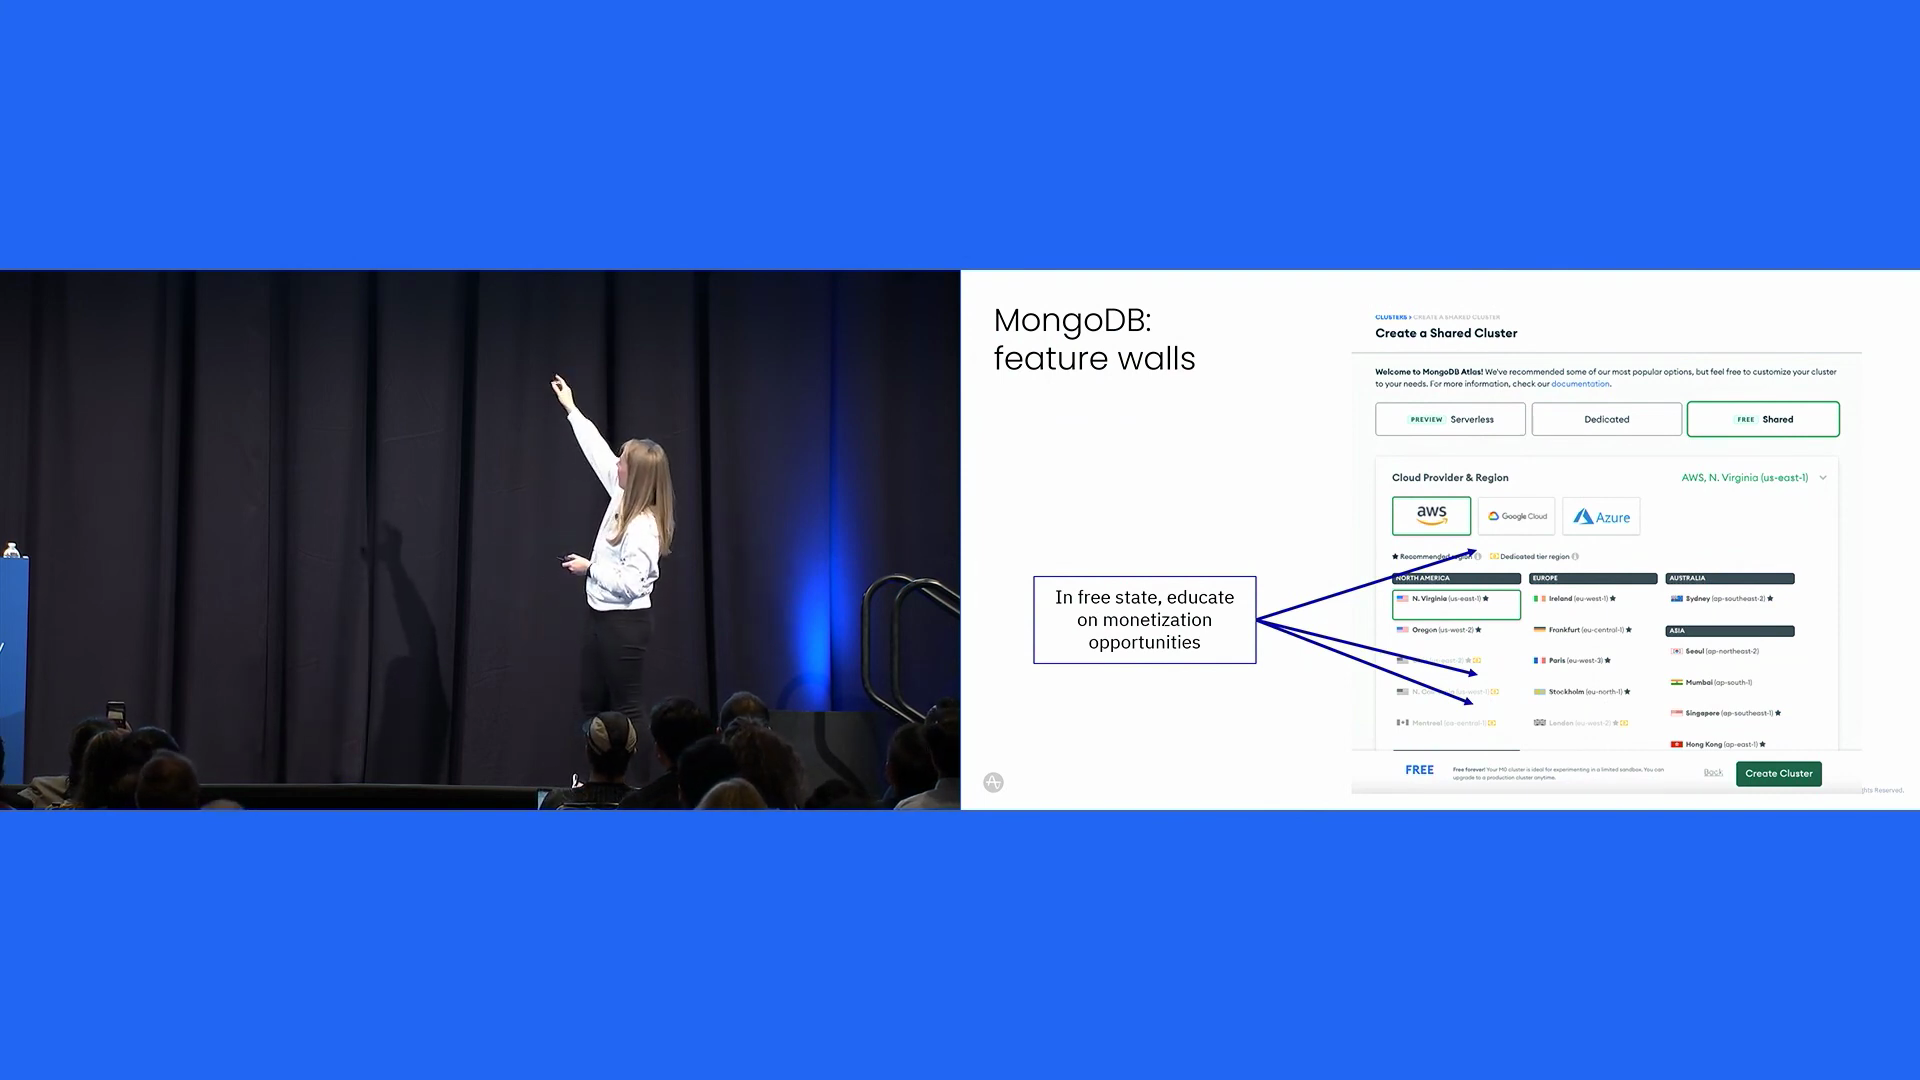 MongoDB:
feature walls
In free state, educate
on monetization
opportunities
CLUSTERS > CREATE A SHARED CLUSTER
Create a Shared Cluster
Welcome to MongoDB Atlas! We've recommended some of our most popular options, but feel free to customize your cluster
to your needs. For more information, check our documentation.
PREVIEW Serverless
Dedicated
FREE Shared
Cloud Provider & Region
AWS, N. Virginia (us-east-1)
aws
Google Cloud
Azure
★ Recommended region
Dedicated tier region
NORTH AMERICA
N. Virginia (us-east-1) ★
Oregon (us-west-2) ★
N. (us-west-1)
Montreal (ca-central-1)
EUROPE
Ireland (eu-west-1) ★
Frankfurt (eu-central-1) ★
Paris (eu-west-3) ★
Stockholm (eu-north-1) ★
London (eu-west-2) ★
AUSTRALIA
Sydney (ap-southeast-2) ★
ASIA
Seoul (ap-northeast-2)
Mumbai (ap-south-1)
Singapore (ap-southeast-1) ★
Hong Kong (ap-east-1) ★
FREE
Free forever! Your M0 cluster is ideal for experimenting in a limited sandbox. You can
upgrade to a production cluster anytime.
Back
Create Cluster
Reserved.